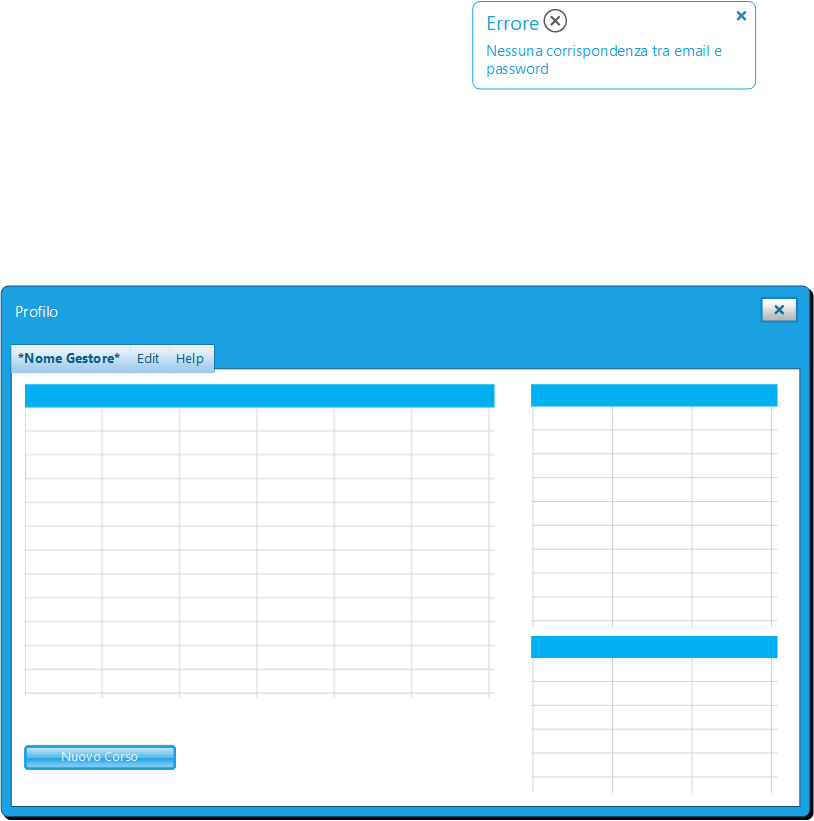 Errore
Nessuna corrispondenza tra email e
password
Profilo
*Nome Gestore* Edit Help
Nuovo Corso